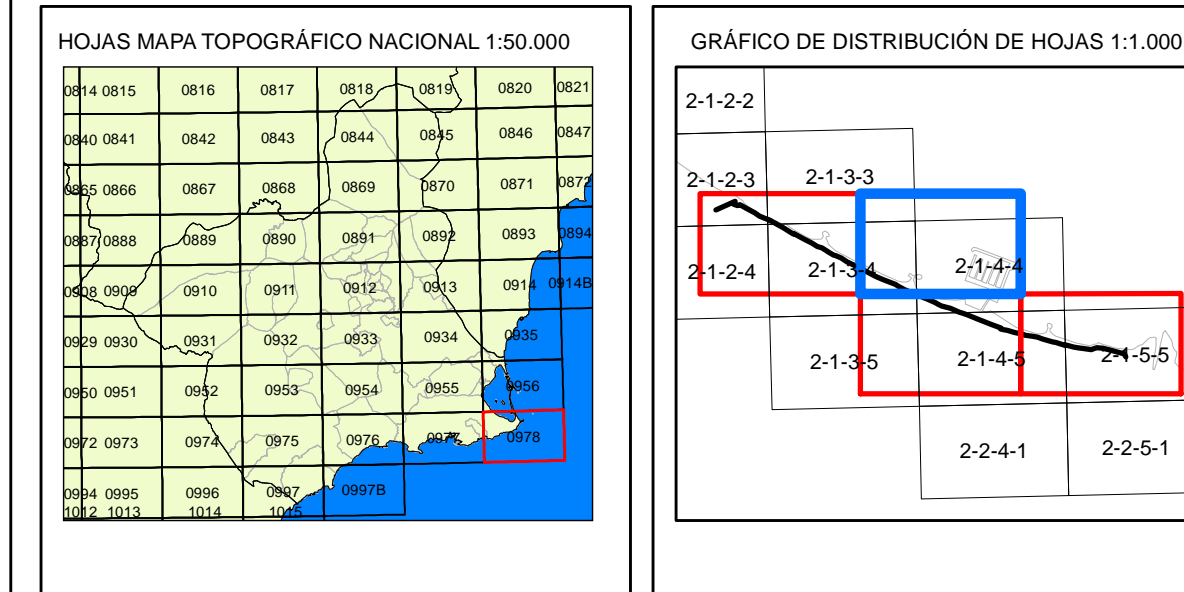 HOJAS MAPA TOPOGRÁFICO NACIONAL 1:50.000
0814 0815 0816 0817 0818 0819 0820 0821
0840 0841 0842 0843 0844 0845 0846 0847
0865 0866 0867 0868 0869 0870 0871 0872
0887 0888 0889 0890 0891 0892 0893 0894
0908 0909 0910 0911 0912 0913 0914 0914B
0929 0930 0931 0932 0933 0934 0935
0950 0951 0952 0953 0954 0955 0956
0972 0973 0974 0975 0976 0977 0978
0994 0995 0996 0997 0997B
1012 1013 1014 1015
GRÁFICO DE DISTRIBUCIÓN DE HOJAS 1:1.000
2-1-2-2
2-1-2-3 2-1-3-3
2-1-2-4 2-1-3-4 2-1-4-4
2-1-3-5 2-1-4-5 2-1-5-5
2-2-4-1 2-2-5-1